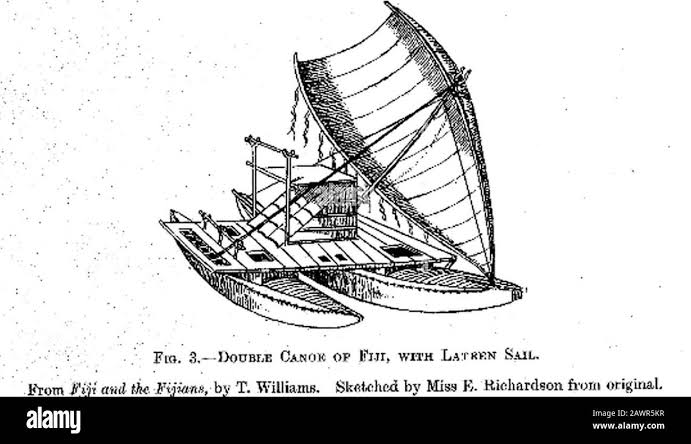 Fig. 3.—Double Canoe of Fiji, with Lateen Sail.
From Fiji and the Fijians, by T. Williams. Sketched by Miss E. Richardson from original.
alamy
Image ID: 2AWR5KR
www.alamy.com